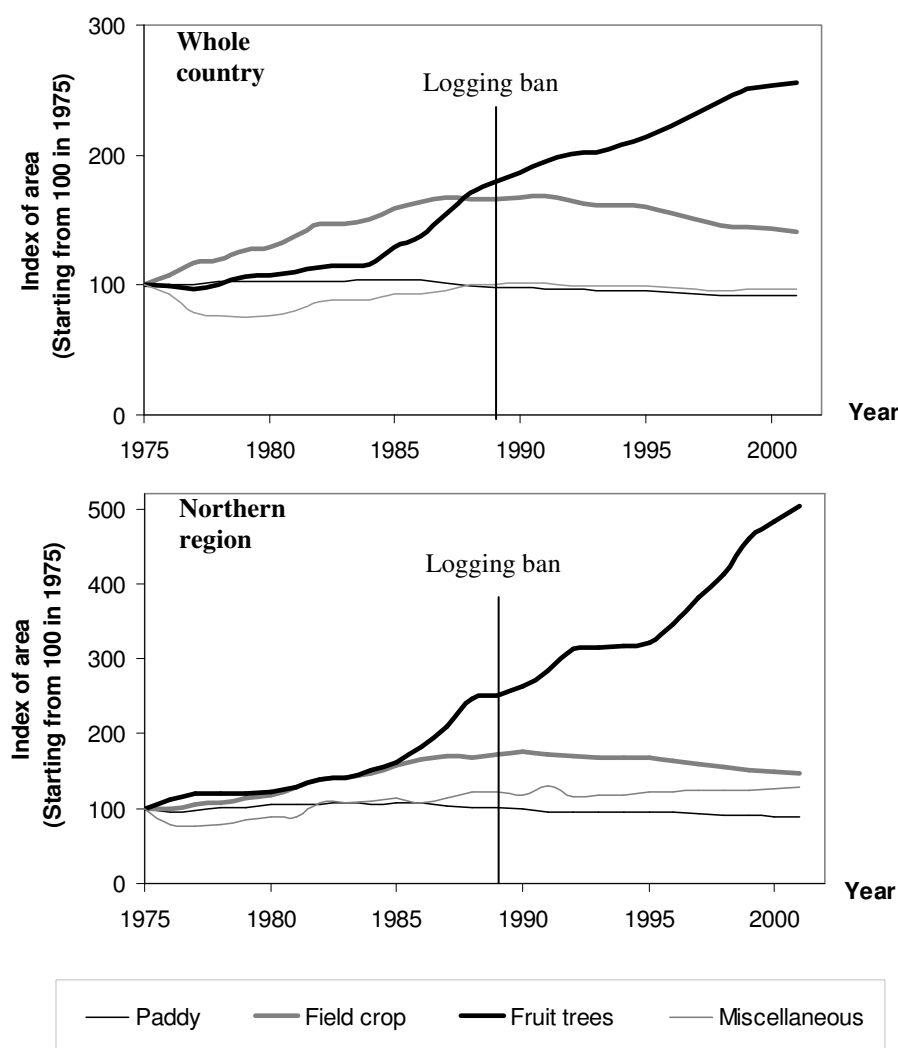 300
Whole
country
Logging ban
200
Index of area
(Starting from 100 in 1975)
100
0
Year
1975 1980 1985 1990 1995 2000
500
Northern
region
Logging ban
400
300
Index of area
(Starting from 100 in 1975)
200
100
0
Year
1975 1980 1985 1990 1995 2000
Paddy Field crop Fruit trees Miscellaneous